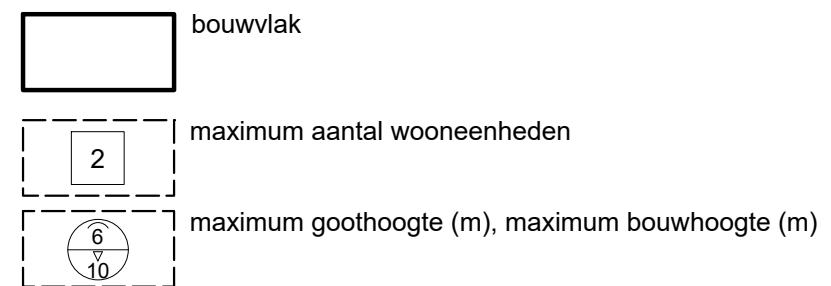 bouwvlak
2 maximum aantal wooneenheden
6 maximum goothoogte (m), maximum bouwhoogte (m)
10